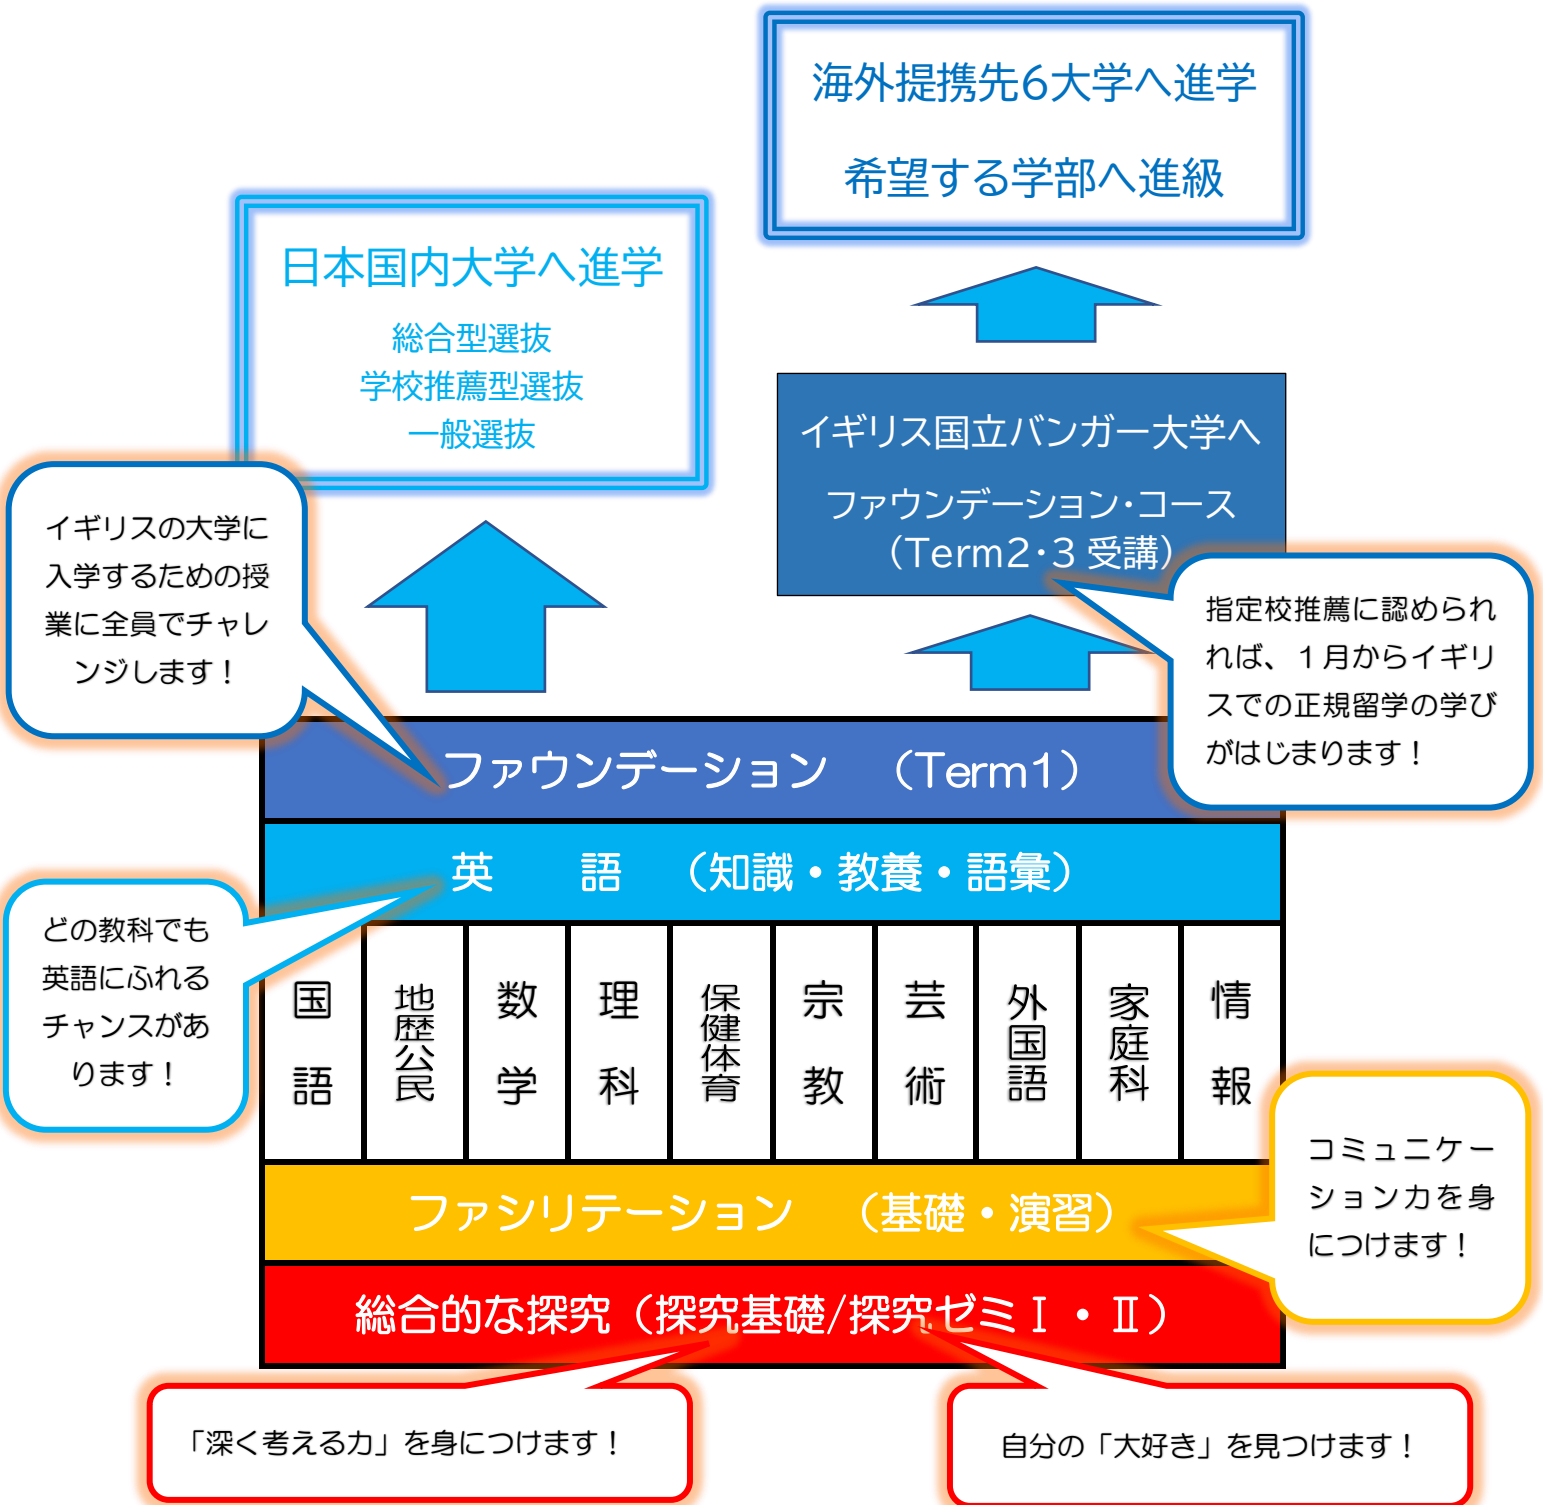 海外提携先6大学へ進学
希望する学部へ進級
日本国内大学へ進学
総合型選抜
学校推薦型選抜
一般選抜
イギリス国立バンガー大学へ
ファウンデーション・コース
（Term2・3 受講）
イギリスの大学に
入学するための授
業に全員でチャレ
ンジします！
指定校推薦に認められ
れば、１月からイギリ
スでの正規留学の学び
がはじまります！
ファウンデーション　（Term1）
英　　語　（知識・教養・語彙）
どの教科でも
英語にふれる
チャンスがあ
ります！
国語
地歴公民
数学
理科
保健体育
宗教
芸術
外国語
家庭科
情報
ファシリテーション　（基礎・演習）
コミュニケー
ション力を身
につけます！
総合的な探究（探究基礎/探究ゼミⅠ・Ⅱ）
「深く考える力」を身につけます！
自分の「大好き」を見つけます！